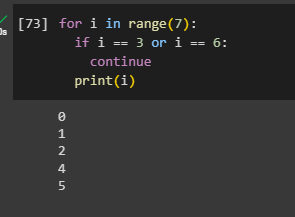 [73] for i in range(7):
if i == 3 or i == 6:
continue
print(i)
0s
0
1
2
4
5